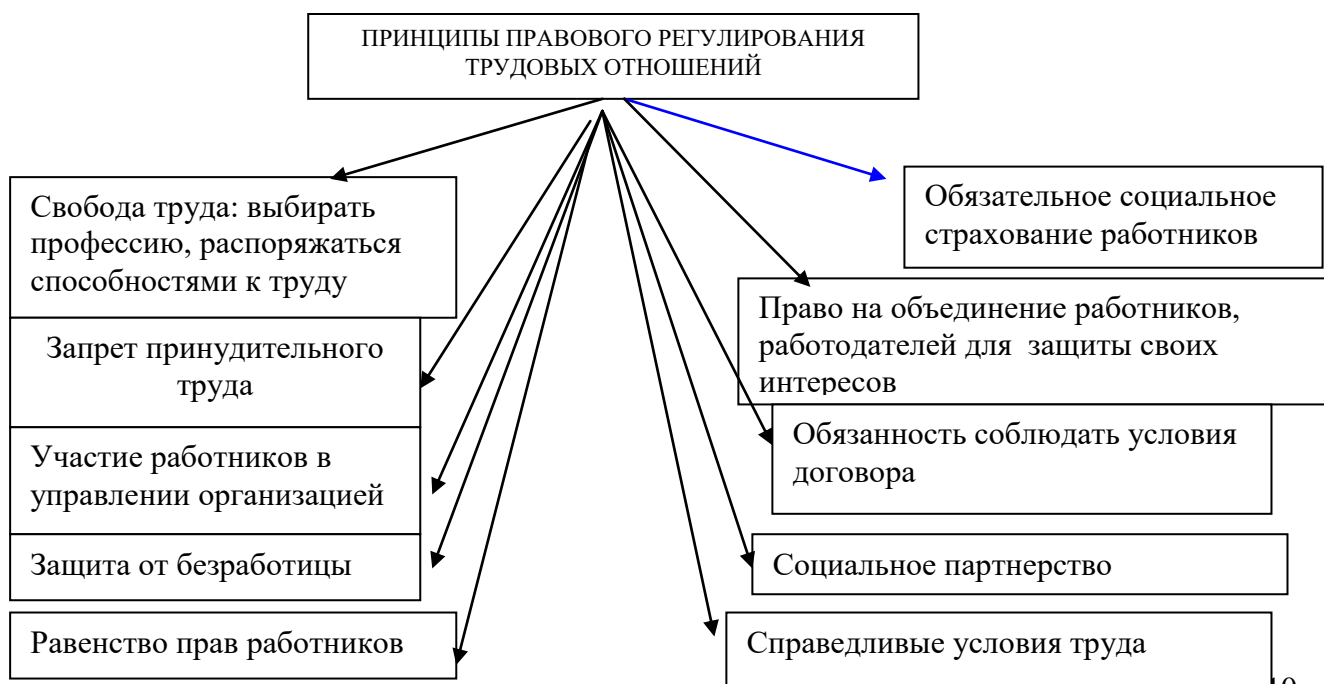 ПРИНЦИПЫ ПРАВОВОГО РЕГУЛИРОВАНИЯ
ТРУДОВЫХ ОТНОШЕНИЙ
Свобода труда: выбирать
профессию, распоряжаться
способностями к труду
Запрет принудительного
труда
Участие работников в
управлении организацией
Защита от безработицы
Равенство прав работников
Обязательное социальное
страхование работников
Право на объединение работников,
работодателей для защиты своих
интересов
Обязанность соблюдать условия
договора
Социальное партнерство
Справедливые условия труда